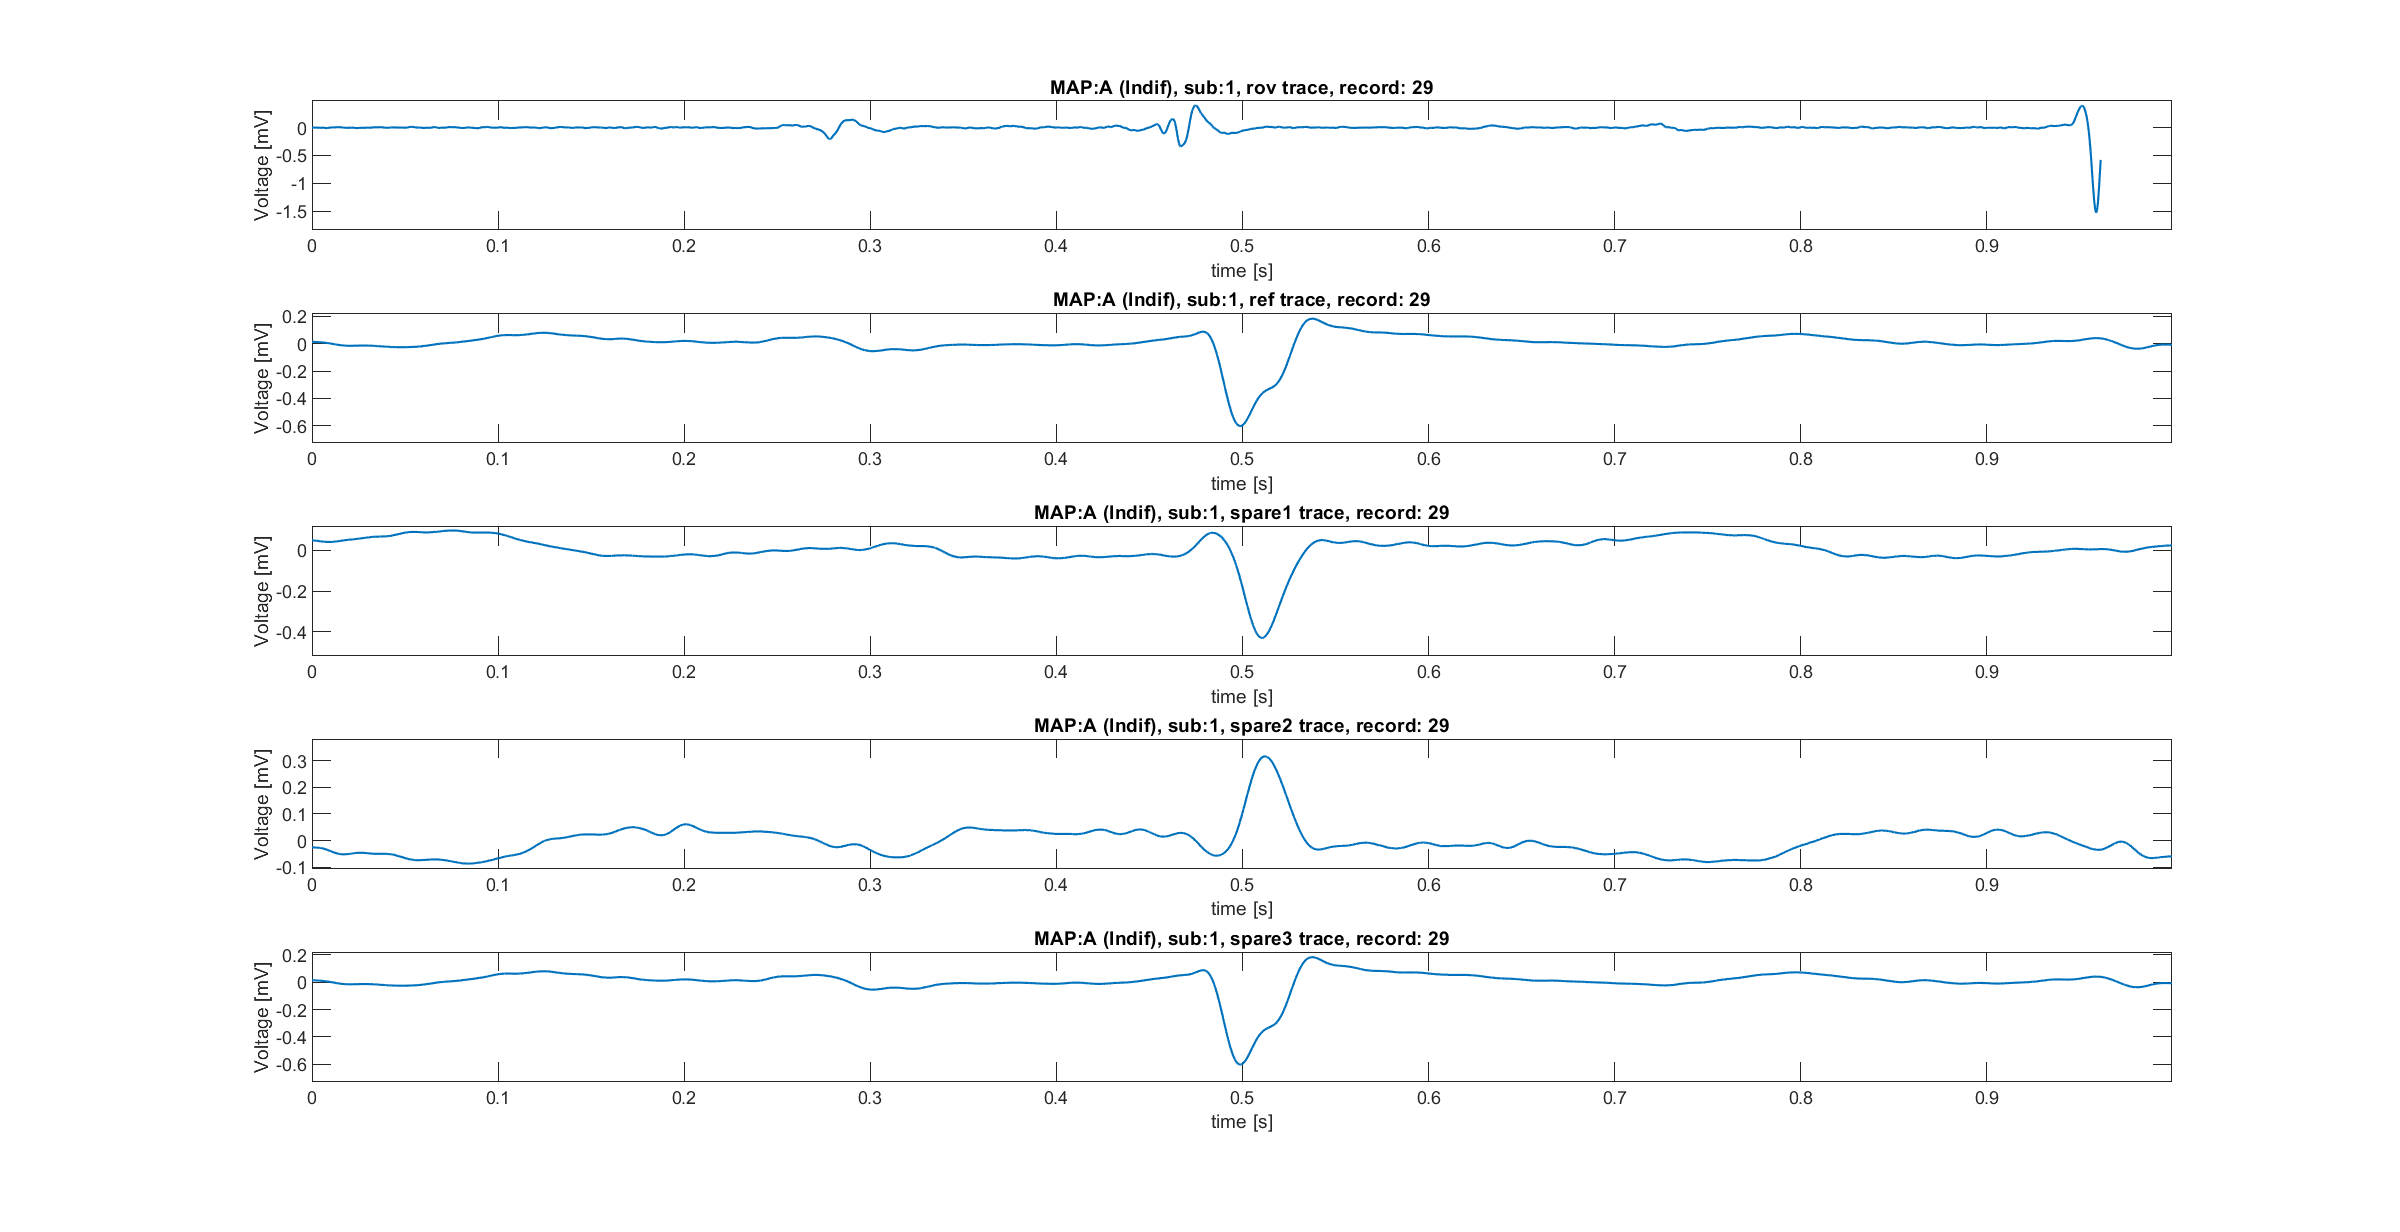 MAP:A (Indif), sub:1, rov trace, record: 29
Voltage [mV]
0
-0.5
-1
-1.5
0 0.1 0.2 0.3 0.4 0.5 0.6 0.7 0.8 0.9
time [s]
MAP:A (Indif), sub:1, ref trace, record: 29
Voltage [mV]
0.2
0
-0.2
-0.4
-0.6
0 0.1 0.2 0.3 0.4 0.5 0.6 0.7 0.8 0.9
time [s]
MAP:A (Indif), sub:1, spare1 trace, record: 29
Voltage [mV]
0
-0.2
-0.4
0 0.1 0.2 0.3 0.4 0.5 0.6 0.7 0.8 0.9
time [s]
MAP:A (Indif), sub:1, spare2 trace, record: 29
Voltage [mV]
0.3
0.2
0.1
0
-0.1
0 0.1 0.2 0.3 0.4 0.5 0.6 0.7 0.8 0.9
time [s]
MAP:A (Indif), sub:1, spare3 trace, record: 29
Voltage [mV]
0.2
0
-0.2
-0.4
-0.6
0 0.1 0.2 0.3 0.4 0.5 0.6 0.7 0.8 0.9
time [s]